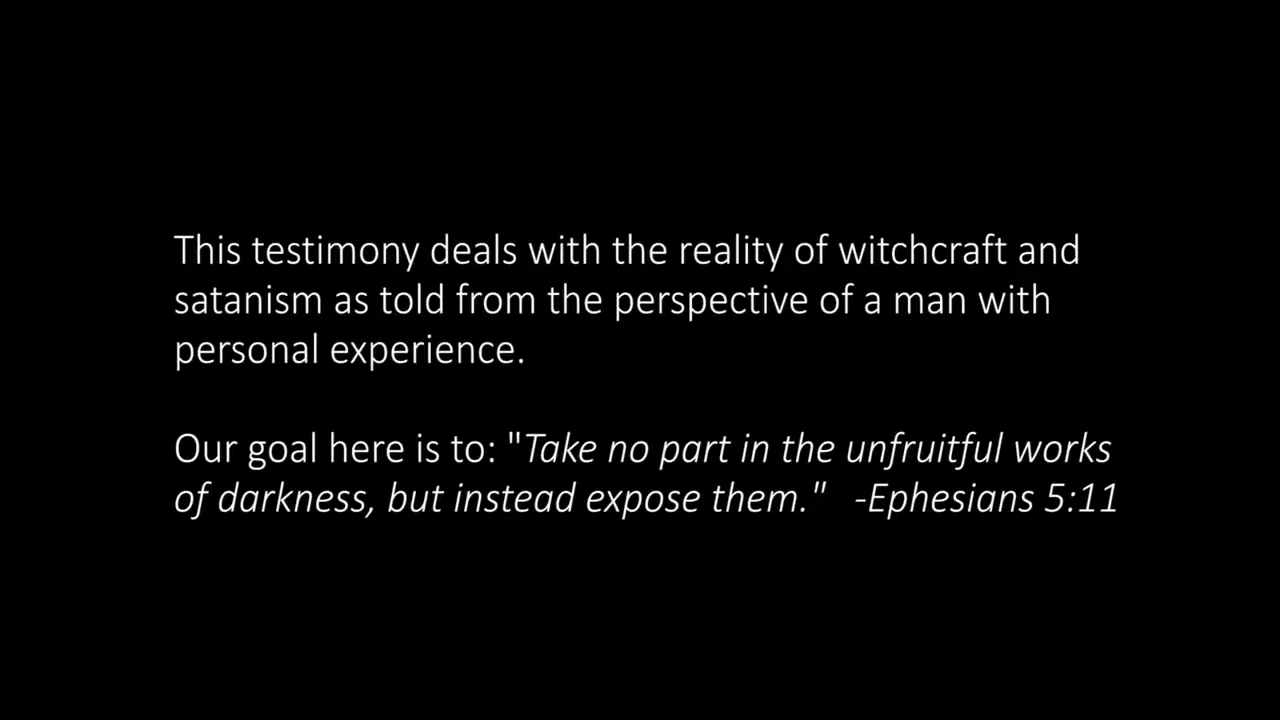 This testimony deals with the reality of witchcraft and
satanism as told from the perspective of a man with
personal experience.
Our goal here is to: "Take no part in the unfruitful works
of darkness, but instead expose them."   -Ephesians 5:11